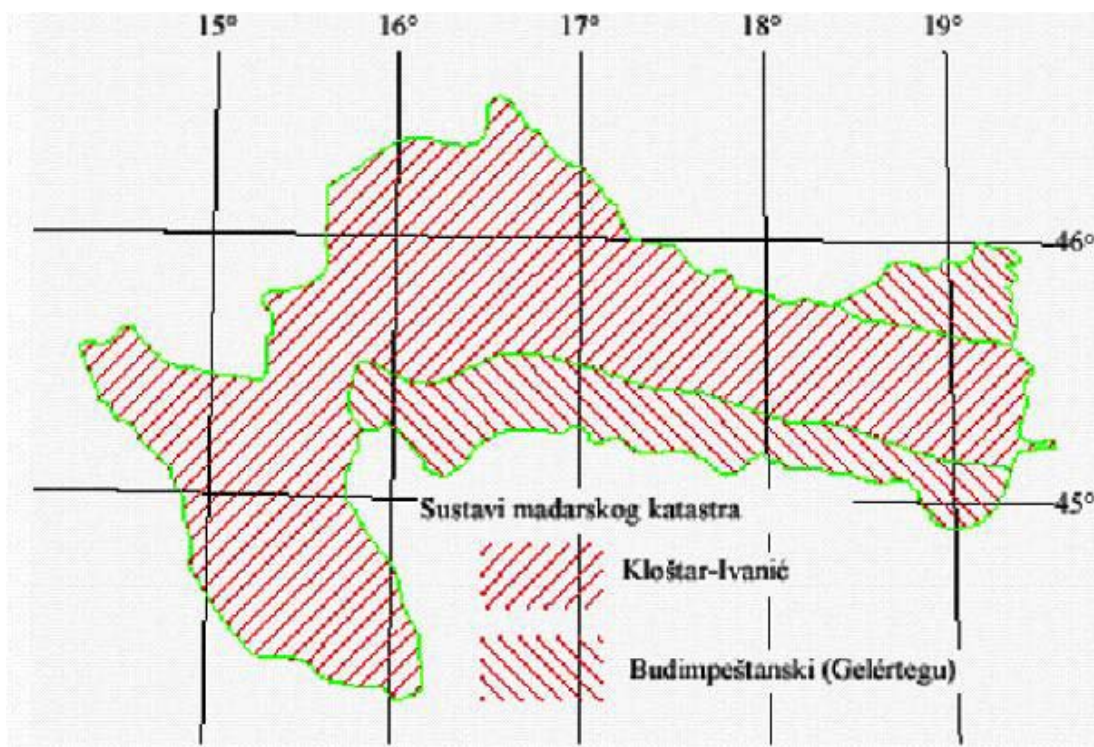 15° 16° 17° 18° 19°
46°
45°
Sustavi mađarskog katastra
Kloštar-Ivanić
Budimpeštanski (Gelértegu)